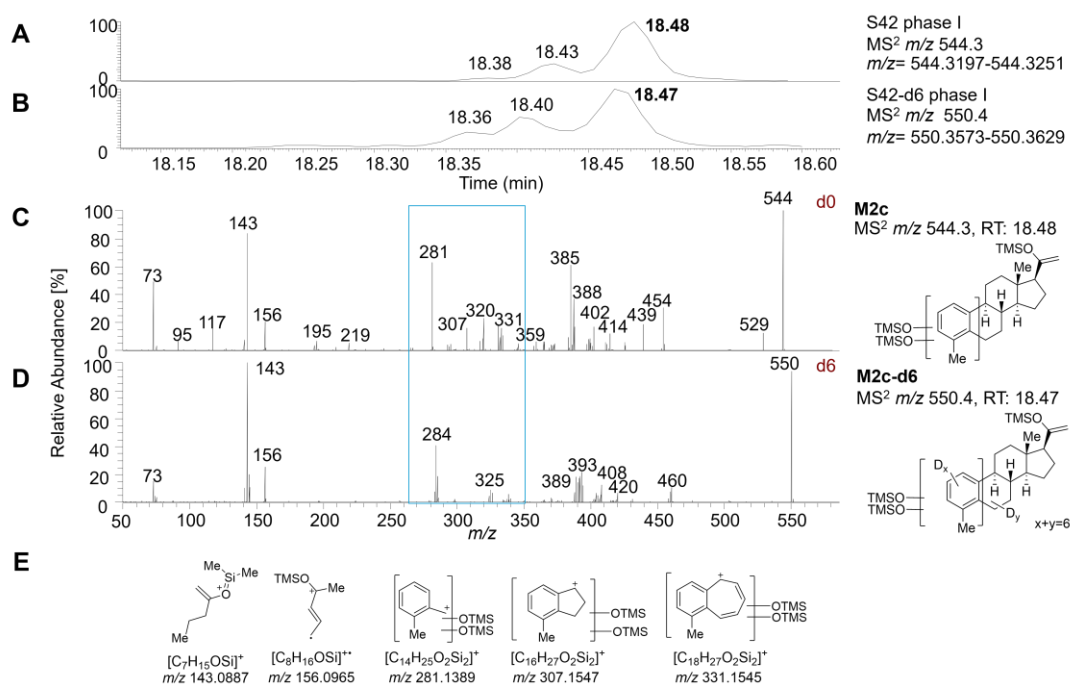 A
100
0
18.38
18.43
18.48
S42 phase I
MS² m/z 544.3
m/z= 544.3197-544.3251
B
100
0
18.36
18.40
18.47
S42-d6 phase I
MS² m/z 550.4
m/z= 550.3573-550.3629
18.15 18.20 18.25 18.30 18.35 18.40 18.45 18.50 18.55 18.60
Time (min)
C
Relative Abundance [%]
100
80
60
40
20
0
73
95
117
143
156
195
219
281
307
320
331
359
385
388
402
414
439
454
529
544
d0
M2c
MS² m/z 544.3, RT: 18.48
TMSO
Me
H
H
H
TMSO
TMSO
Me
D
100
80
60
40
20
0
73
143
156
284
325
389
393
408
420
460
550
d6
M2c-d6
MS² m/z 550.4, RT: 18.47
TMSO
Me
Dx
H
H
H
TMSO
TMSO
Me
Dy
x+y=6
50 100 150 200 250 300 350 400 450 500 550 600
m/z
E
Me
Si
Me
+
O
[C7H15OSi]+
m/z 143.0887
TMSO
Me
+
[C8H16OSi]+•
m/z 156.0965
+
Me
OTMS
OTMS
[C14H25O2Si2]+
m/z 281.1389
+
Me
OTMS
OTMS
[C16H27O2Si2]+
m/z 307.1547
+
Me
OTMS
OTMS
[C18H27O2Si2]+
m/z 331.1545